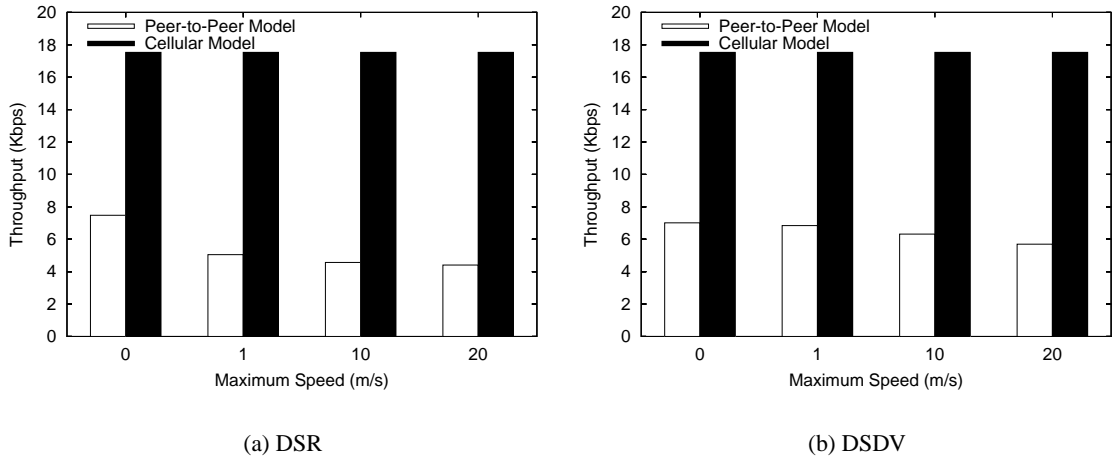 20
18
16
14
12
10
8
6
4
2
0
Throughput (Kbps)
Peer-to-Peer Model
Cellular Model
0 1 10 20
Maximum Speed (m/s)
(a) DSR
20
18
16
14
12
10
8
6
4
2
0
Throughput (Kbps)
Peer-to-Peer Model
Cellular Model
0 1 10 20
Maximum Speed (m/s)
(b) DSDV